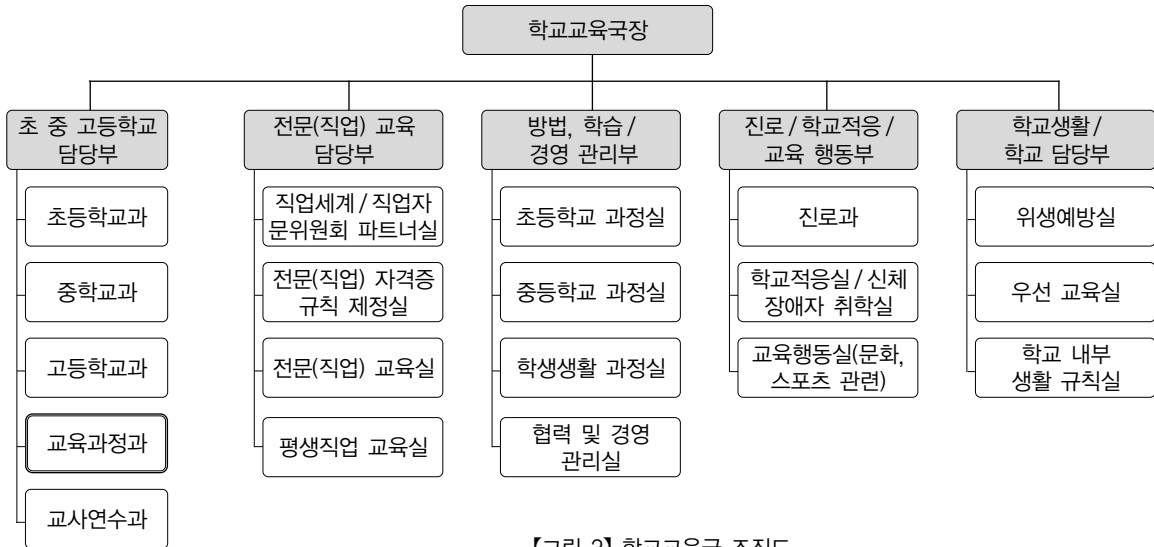 학교교육국장
초 중 고등학교
담당부
초등학교과
중학교과
고등학교과
교육과정과
교사연수과
전문(직업) 교육
담당부
직업세계/직업자
문위원회 파트너실
전문(직업) 자격증
규칙 제정실
전문(직업) 교육실
평생직업 교육실
방법, 학습/
경영 관리부
초등학교 과정실
중등학교 과정실
학생생활 과정실
협력 및 경영
관리실
진로/학교적응/
교육 행동부
진로과
학교적응실/신체
장애자 취학실
교육행동실(문화,
스포츠 관련)
학교생활/
학교 담당부
위생예방실
우선 교육실
학교 내부
생활 규칙실